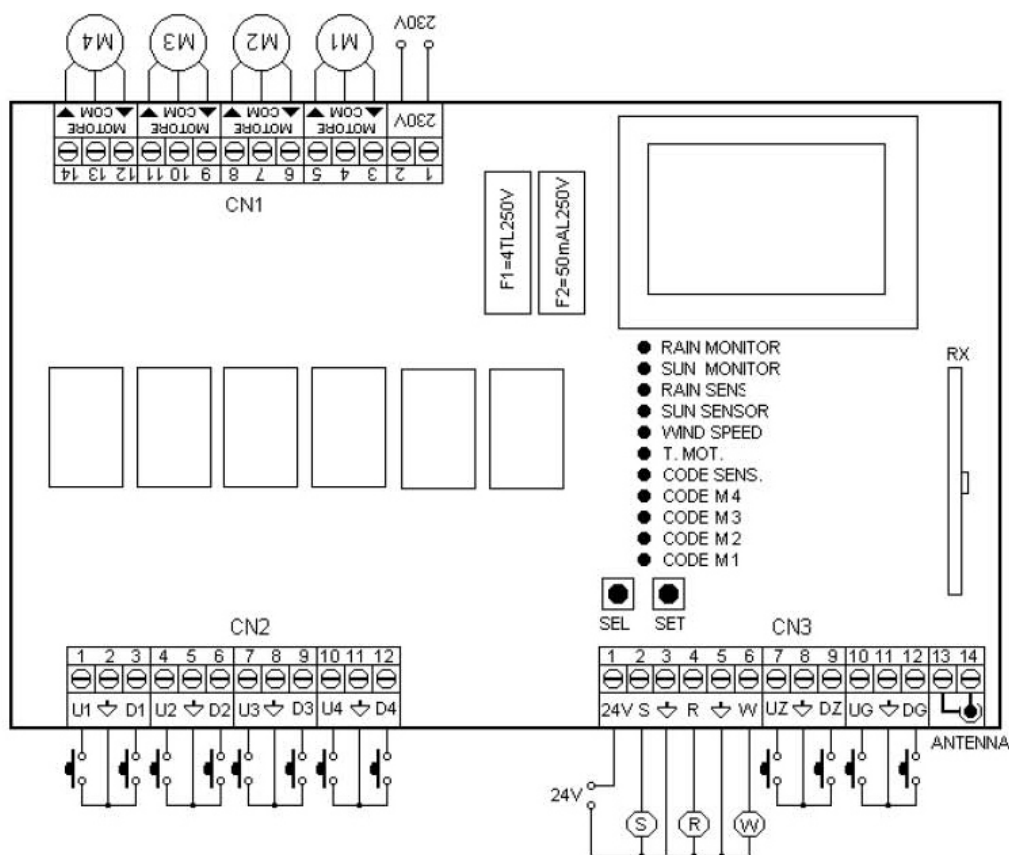 M4 M3 M2 M1 230V
COM COM COM COM
MOTORE MOTORE MOTORE MOTORE 230V
14 13 12 11 10 9 8 7 6 5 4 3 2 1
CN1
F1=4TL250V
F2=50mAL250V
RAIN MONITOR
SUN MONITOR
RAIN SENS
SUN SENSOR
WIND SPEED
T. MOT.
CODE SENS.
CODE M4
CODE M3
CODE M2
CODE M1
RX
SEL SET
CN2
1 2 3 4 5 6 7 8 9 10 11 12
U1 D1 U2 D2 U3 D3 U4 D4
CN3
1 2 3 4 5 6 7 8 9 10 11 12 13 14
24V S R W UZ DZ UG DG
ANTENNA
24V
S R W